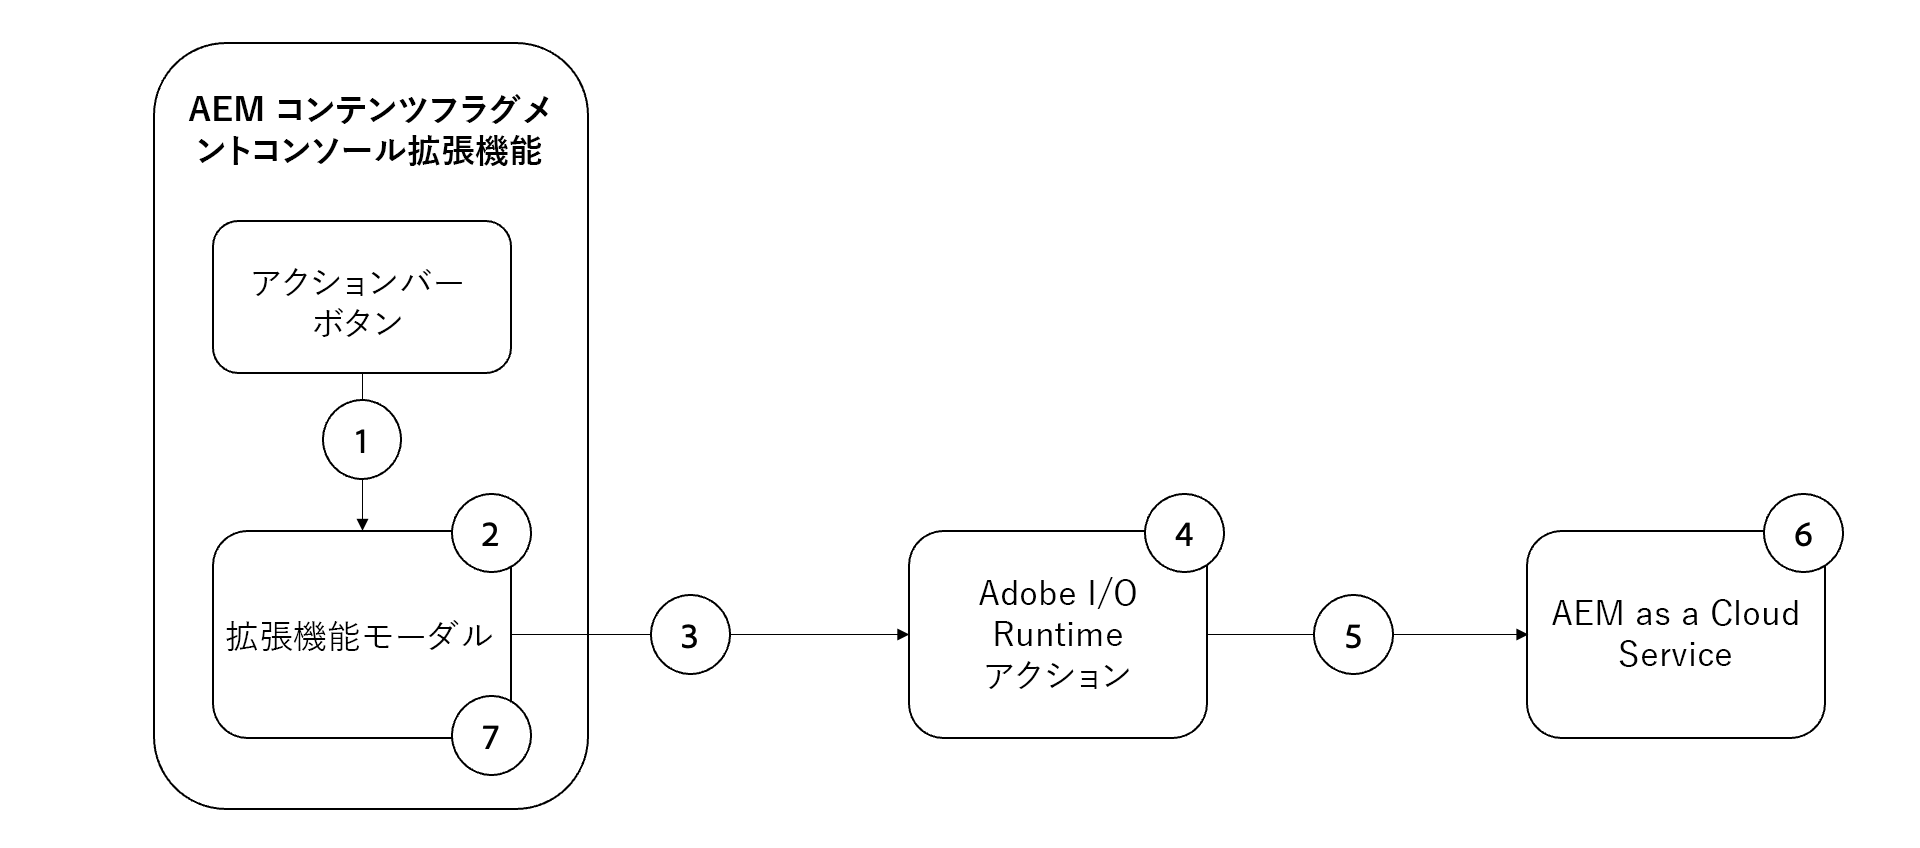 AEM コンテンツフラグメ
ントコンソール拡張機能
アクションバー
ボタン
1
2
拡張機能モーダル
7
3
4
Adobe I/O
Runtime
アクション
5
6
AEM as a Cloud
Service